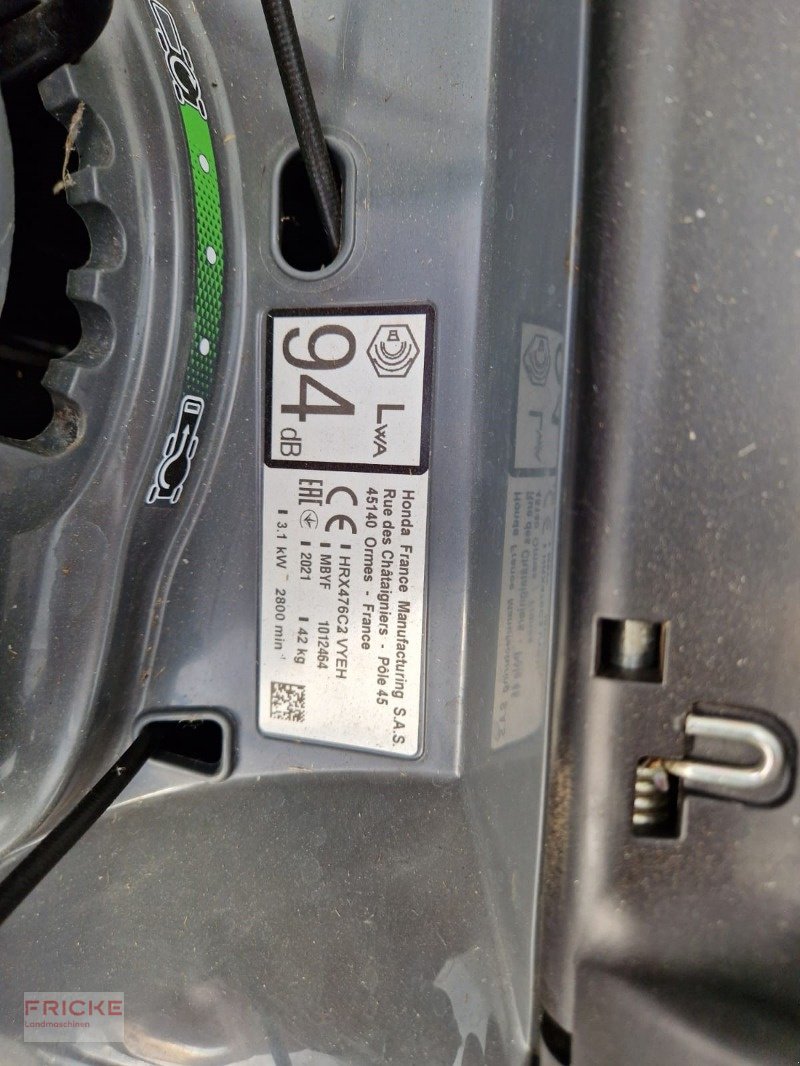 94 dB
LWA
Honda France Manufacturing S.A.S.
Rue des Châtaigniers - Pôle 45
45140 Ormes - France
CE
HRX476C2 VYEH
MBYF 1012464
EAC
2021 42 kg
3.1 kW - 2800 min⁻¹
FRICKE
Landmaschinen